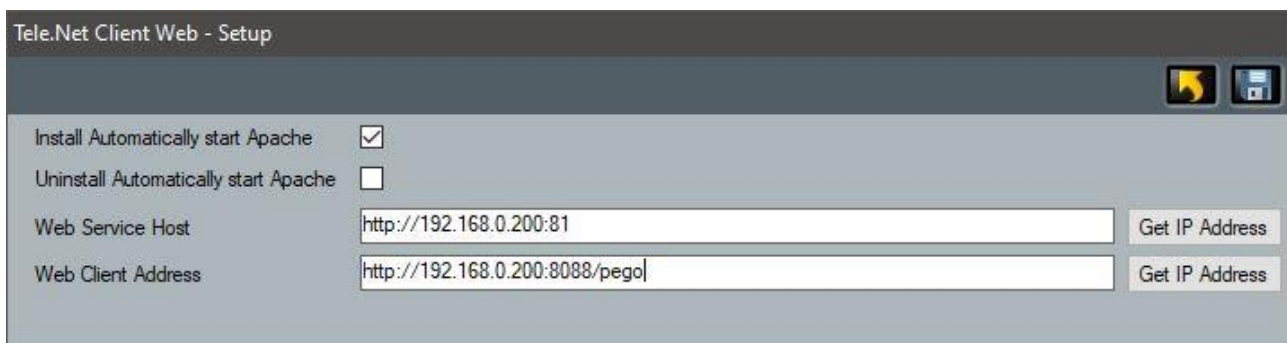 Tele.Net Client Web - Setup
Install Automatically start Apache
Uninstall Automatically start Apache
Web Service Host http://192.168.0.200:81 Get IP Address
Web Client Address http://192.168.0.200:8088/pego Get IP Address